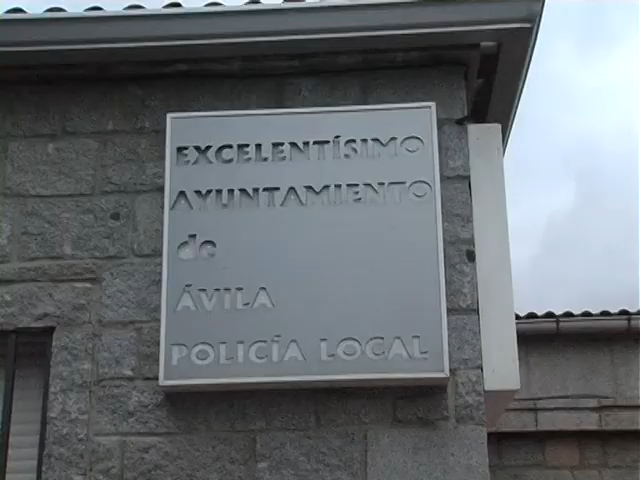 EXCELENTÍSIMO
AYUNTAMIENTO
de
ÁVILA
POLICÍA LOCAL